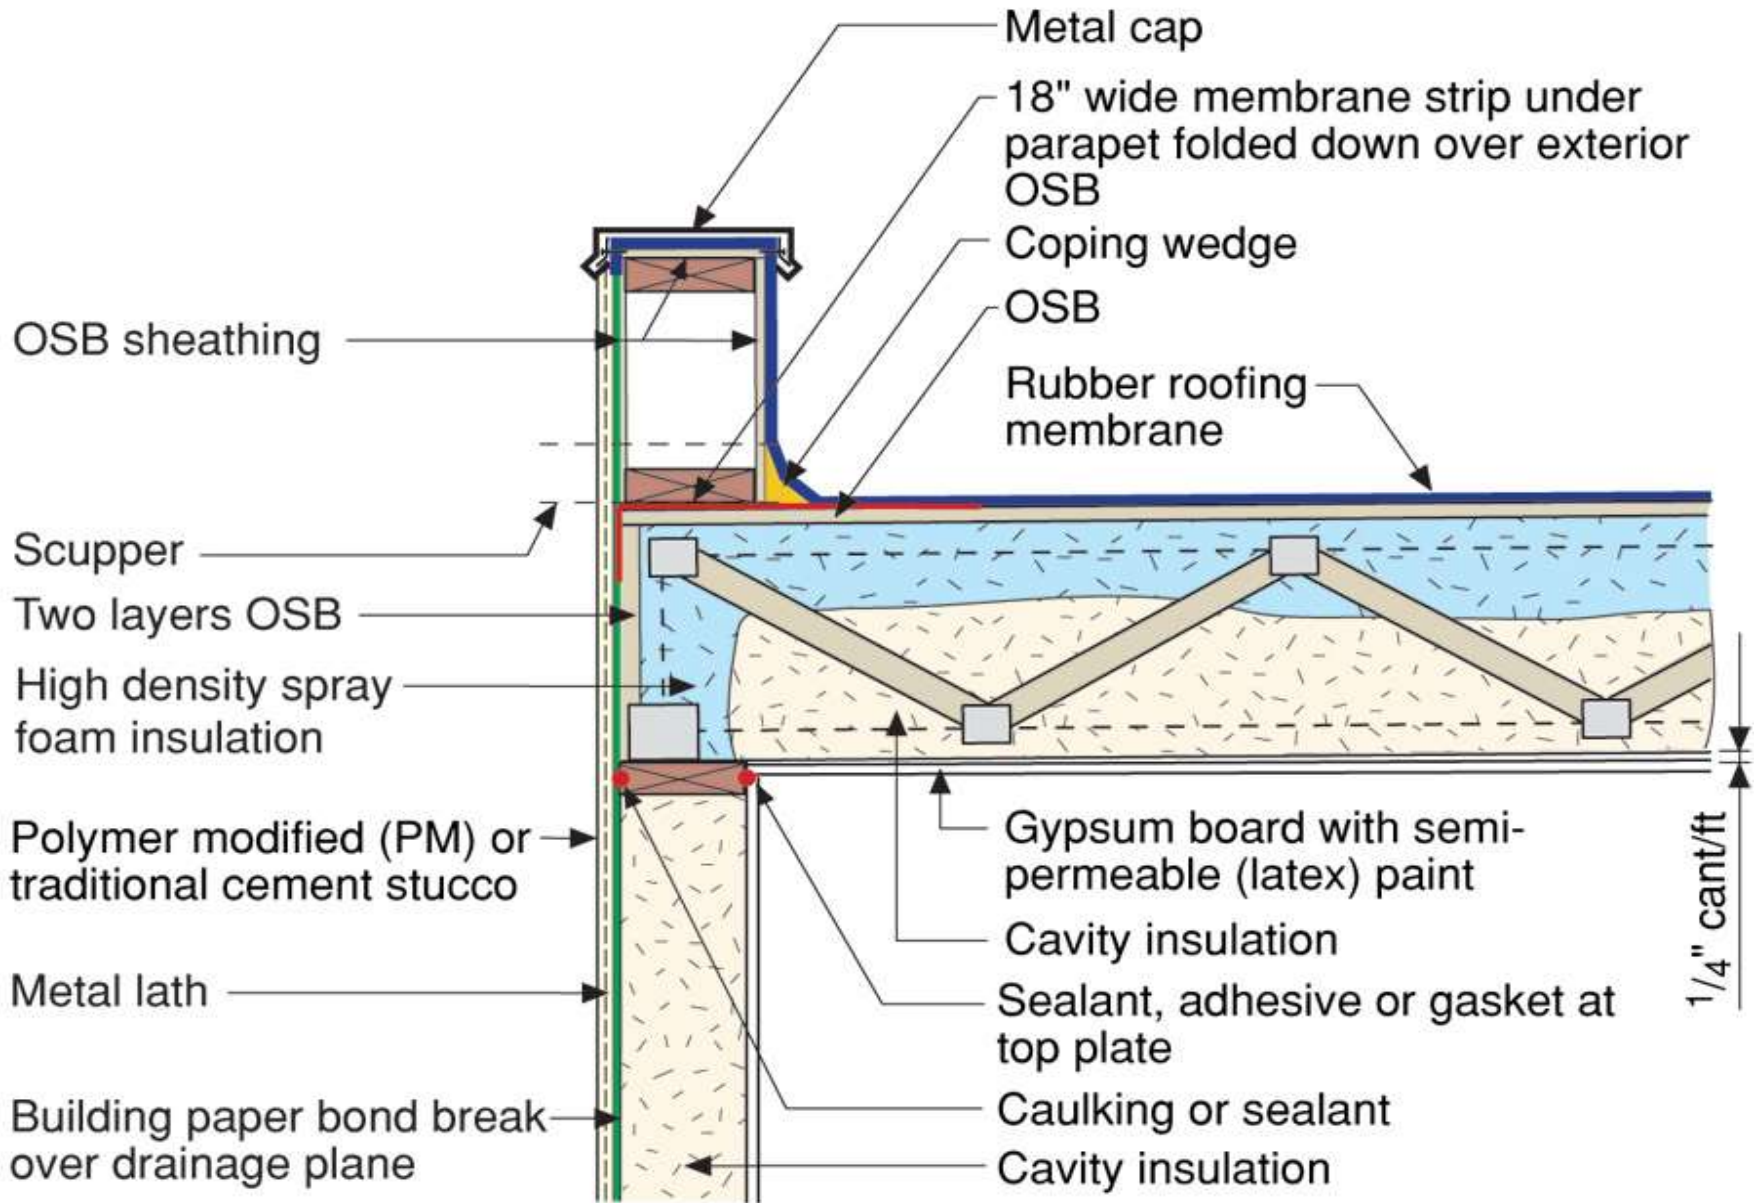 Metal cap
18" wide membrane strip under
parapet folded down over exterior
OSB
Coping wedge
OSB
Rubber roofing
membrane
OSB sheathing
Scupper
Two layers OSB
High density spray
foam insulation
Polymer modified (PM) or
traditional cement stucco
Metal lath
Building paper bond break
over drainage plane
Gypsum board with semi-
permeable (latex) paint
Cavity insulation
Sealant, adhesive or gasket at
top plate
Caulking or sealant
Cavity insulation
1/4" cant/ft